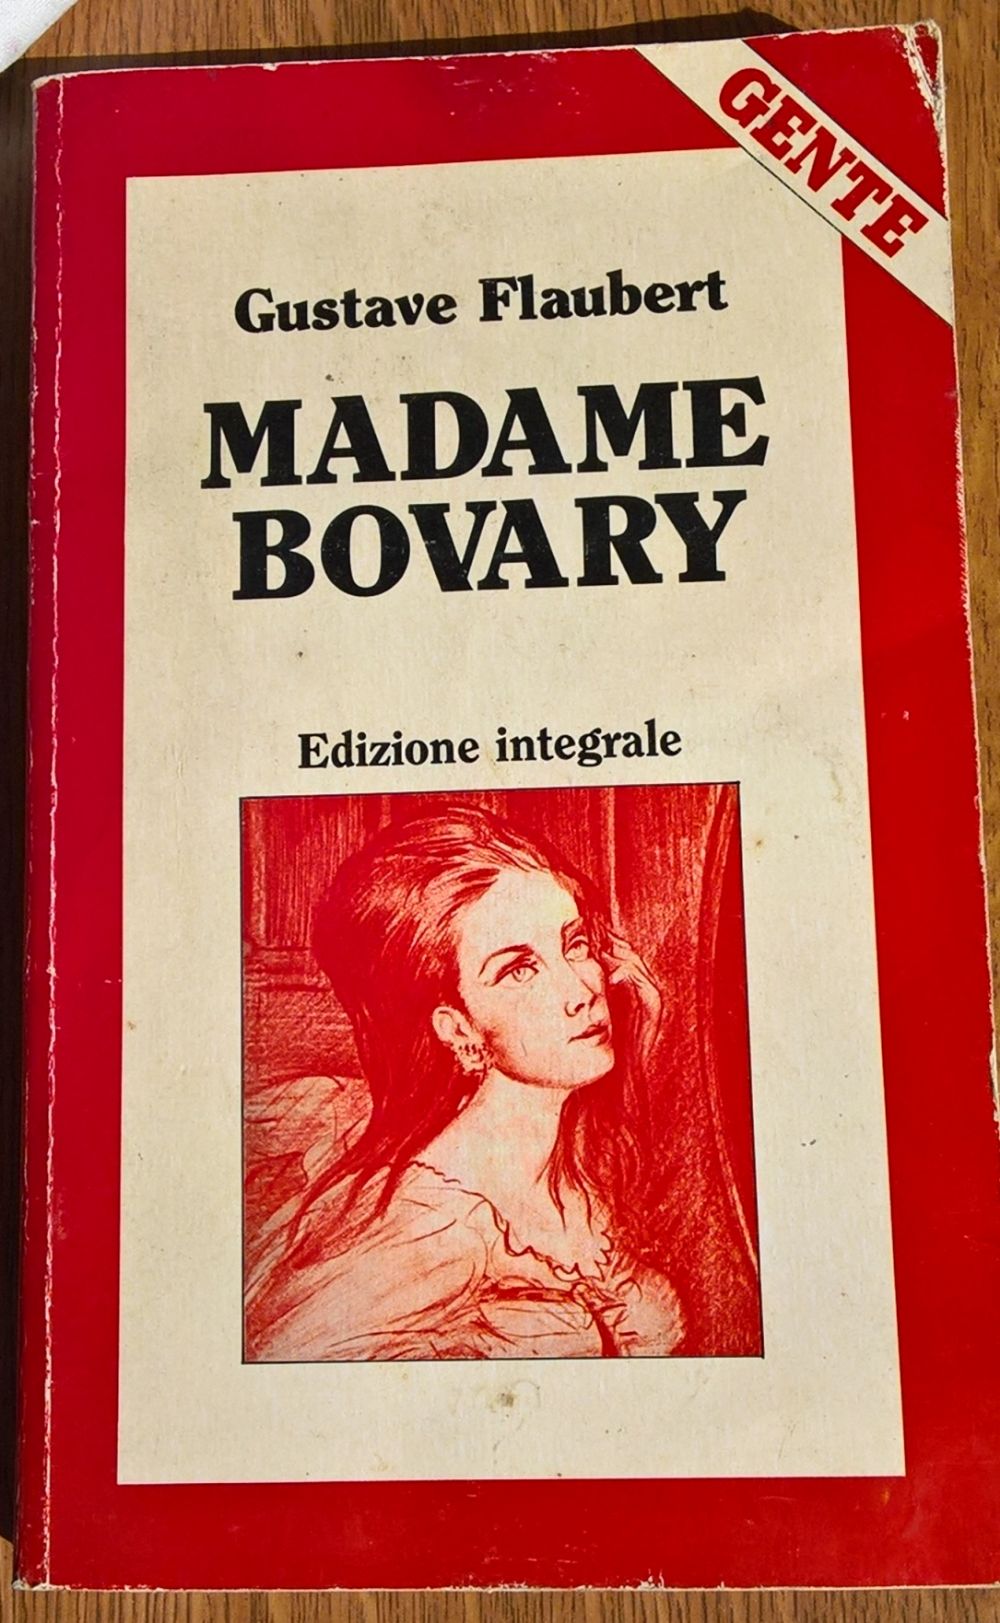 GENTE
Gustave Flaubert
MADAME
BOVARY
Edizione integrale